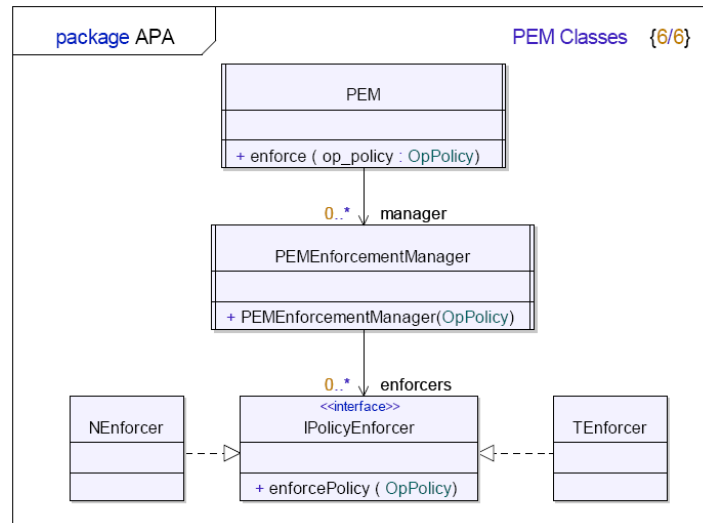 package APA
PEM Classes {6/6}
PEM
+ enforce ( op_policy : OpPolicy)
0..* manager
PEMEnforcementManager
+ PEMEnforcementManager(OpPolicy)
0..* enforcers
NEnforcer
<<interface>>
IPolicyEnforcer
+ enforcePolicy ( OpPolicy)
TEnforcer